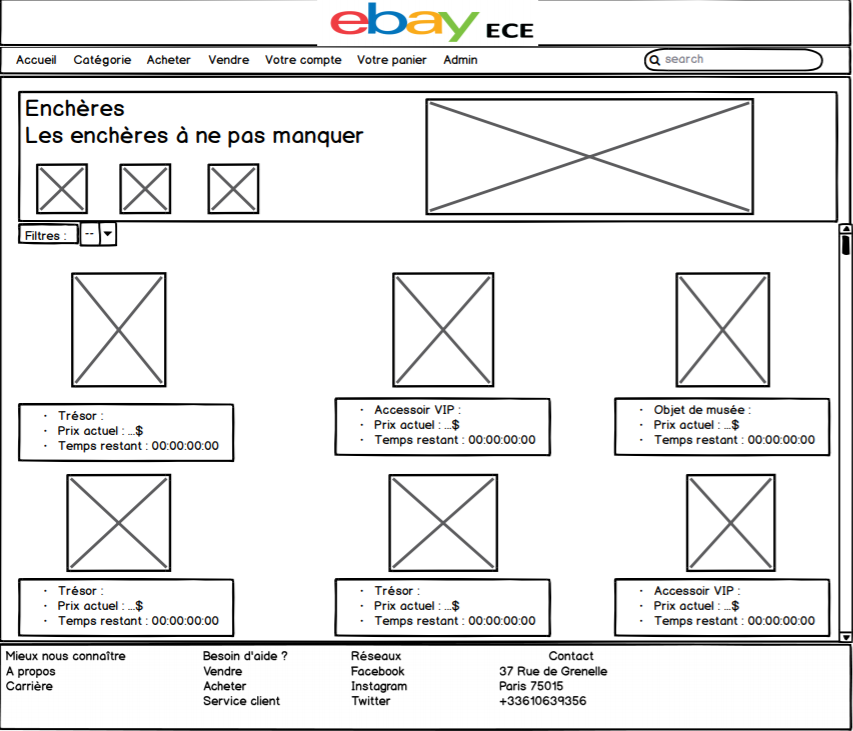 ebay ECE
Accueil Catégorie Acheter Vendre Votre compte Votre panier Admin search
Enchères
Les enchères à ne pas manquer
Filtres : --
· Trésor :
· Prix actuel : ...$
· Temps restant : 00:00:00:00
· Accessoir VIP :
· Prix actuel : ...$
· Temps restant : 00:00:00:00
· Objet de musée :
· Prix actuel : ...$
· Temps restant : 00:00:00:00
· Trésor :
· Prix actuel : ...$
· Temps restant : 00:00:00:00
· Trésor :
· Prix actuel : ...$
· Temps restant : 00:00:00:00
· Accessoir VIP :
· Prix actuel : ...$
· Temps restant : 00:00:00:00
Mieux nous connaître
A propos
Carrière
Besoin d'aide ?
Vendre
Acheter
Service client
Réseaux
Facebook
Instagram
Twitter
Contact
37 Rue de Grenelle
Paris 75015
+33610639356